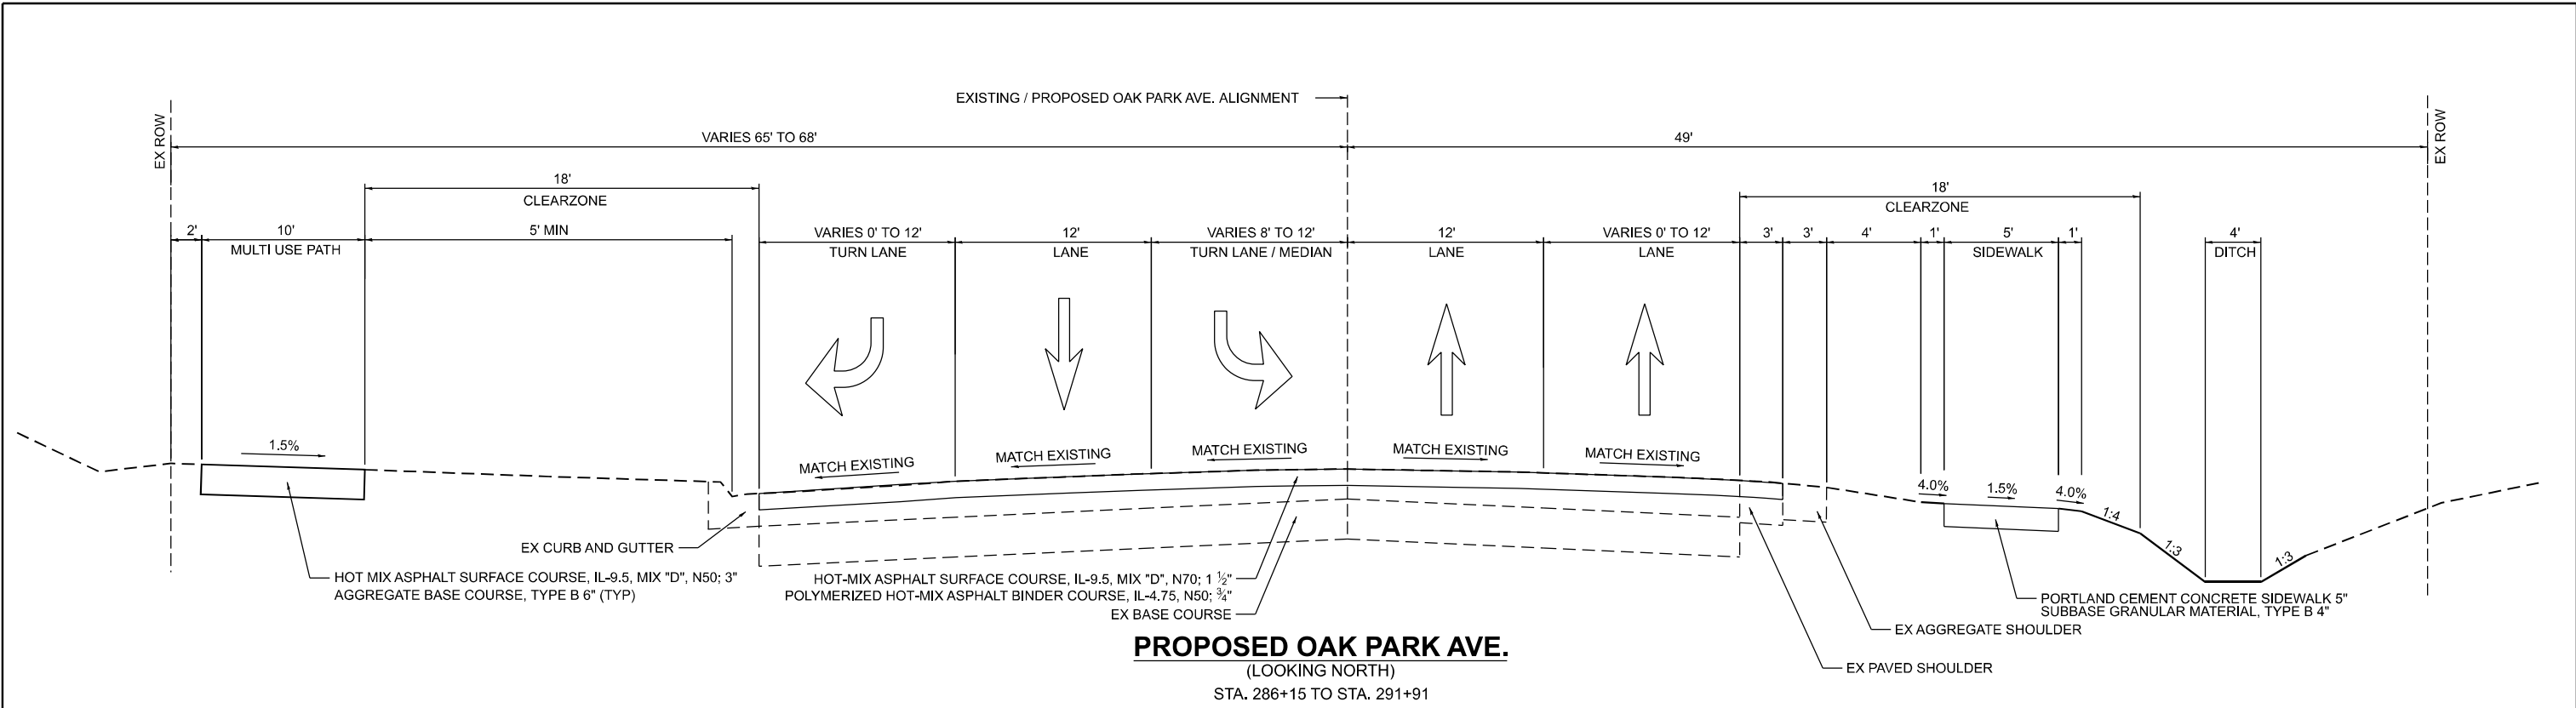 EXISTING / PROPOSED OAK PARK AVE. ALIGNMENT
EX ROW
VARIES 65' TO 68'
49'
EX ROW
18'
CLEARZONE
18'
CLEARZONE
2'
10'
MULTI USE PATH
5' MIN
VARIES 0' TO 12'
TURN LANE
12'
LANE
VARIES 8' TO 12'
TURN LANE / MEDIAN
12'
LANE
VARIES 0' TO 12'
LANE
3'
3'
4'
1'
5'
SIDEWALK
1'
4'
DITCH
1.5%
MATCH EXISTING
MATCH EXISTING
MATCH EXISTING
MATCH EXISTING
MATCH EXISTING
4.0%
1.5%
4.0%
1:4
1:3
1:3
EX CURB AND GUTTER
HOT MIX ASPHALT SURFACE COURSE, IL-9.5, MIX "D", N50; 3"
AGGREGATE BASE COURSE, TYPE B 6" (TYP)
HOT-MIX ASPHALT SURFACE COURSE, IL-9.5, MIX "D", N70; 1 ½"
POLYMERIZED HOT-MIX ASPHALT BINDER COURSE, IL-4.75, N50; ¾"
EX BASE COURSE
PORTLAND CEMENT CONCRETE SIDEWALK 5"
SUBBASE GRANULAR MATERIAL, TYPE B 4"
EX AGGREGATE SHOULDER
EX PAVED SHOULDER
PROPOSED OAK PARK AVE.
(LOOKING NORTH)
STA. 286+15 TO STA. 291+91